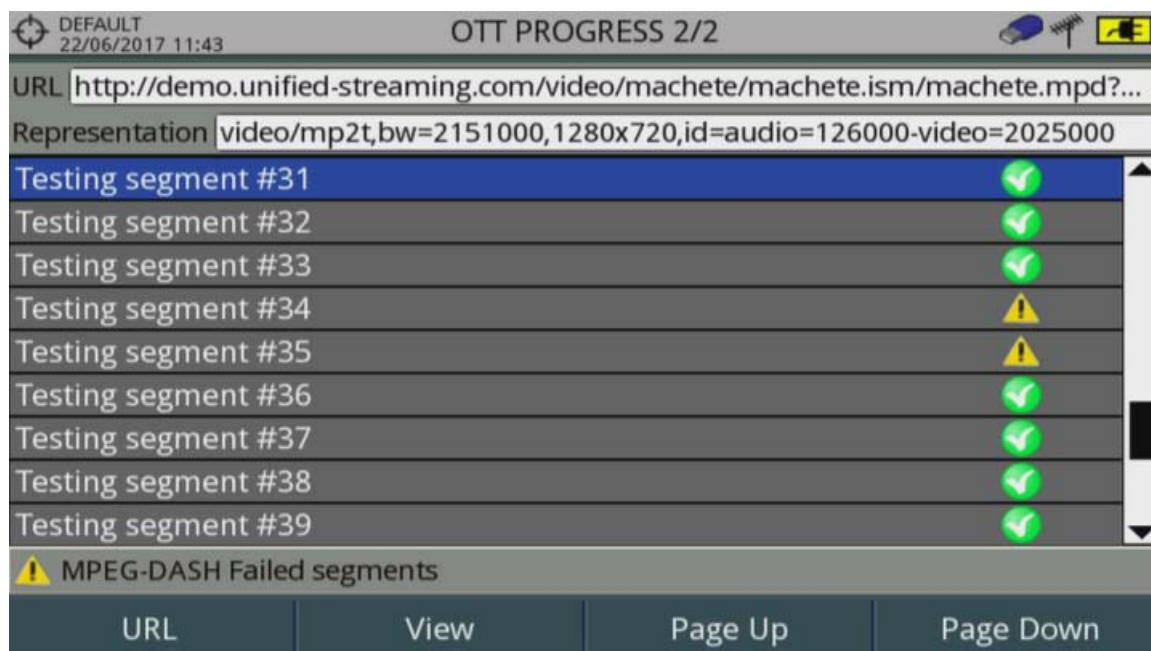 DEFAULT
22/06/2017 11:43
OTT PROGRESS 2/2
URL http://demo.unified-streaming.com/video/machete/machete.ism/machete.mpd?...
Representation video/mp2t,bw=2151000,1280x720,id=audio=126000-video=2025000
Testing segment #31
Testing segment #32
Testing segment #33
Testing segment #34
Testing segment #35
Testing segment #36
Testing segment #37
Testing segment #38
Testing segment #39
MPEG-DASH Failed segments
URL View Page Up Page Down